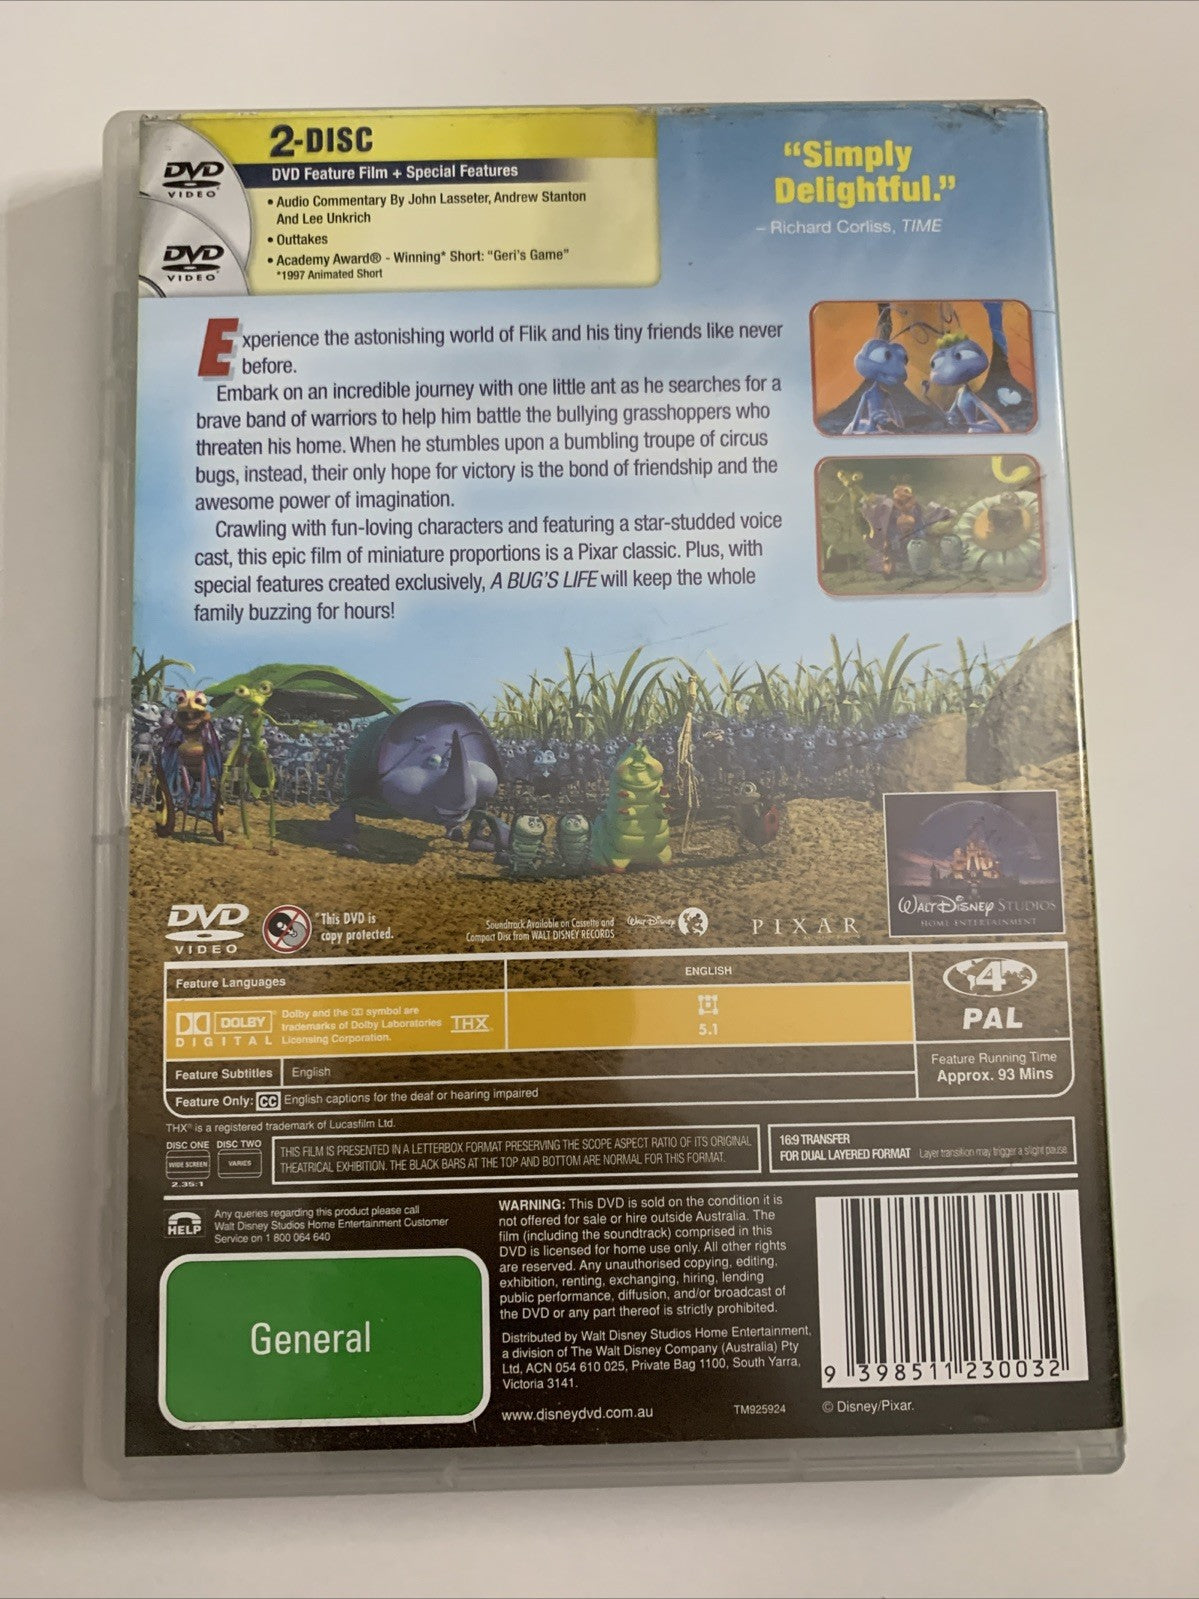 2-DISC
DVD Feature Film + Special Features
• Audio Commentary By John Lasseter, Andrew Stanton
And Lee Unkrich
• Outtakes
• Academy Award® - Winning* Short: “Geri's Game”
*1997 Animated Short
DVD
VIDEO
DVD
VIDEO
“Simply
Delightful.”
– Richard Corliss, TIME
Experience the astonishing world of Flik and his tiny friends like never
before.
Embark on an incredible journey with one little ant as he searches for a
brave band of warriors to help him battle the bullying grasshoppers who
threaten his home. When he stumbles upon a bumbling troupe of circus
bugs, instead, their only hope for victory is the bond of friendship and the
awesome power of imagination.
Crawling with fun-loving characters and featuring a star-studded voice
cast, this epic film of miniature proportions is a Pixar classic. Plus, with
special features created exclusively, A BUG'S LIFE will keep the whole
family buzzing for hours!
WALT DISNEY STUDIOS
HOME ENTERTAINMENT
DVD
VIDEO
This DVD is
copy protected.
Soundtrack Available on Cassette and
Compact Disc from WALT DISNEY RECORDS
Walt Disney
PIXAR
Feature Languages
ENGLISH
DOLBY
DIGITAL
Dolby and the DD symbol are
trademarks of Dolby Laboratories
Licensing Corporation.
THX
5.1
4
PAL
Feature Subtitles
English
Feature Running Time
Approx. 93 Mins
Feature Only: CC English captions for the deaf or hearing impaired
THX® is a registered trademark of Lucasfilm Ltd.
DISC ONE DISC TWO
WIDE SCREEN
VARIES
2.35:1
THIS FILM IS PRESENTED IN A LETTERBOX FORMAT PRESERVING THE SCOPE ASPECT RATIO OF ITS ORIGINAL
THEATRICAL EXHIBITION. THE BLACK BARS AT THE TOP AND BOTTOM ARE NORMAL FOR THIS FORMAT.
16:9 TRANSFER
FOR DUAL LAYERED FORMAT Layer transition may trigger a slight pause
HELP
Any queries regarding this product please call
Walt Disney Studios Home Entertainment Customer
Service on 1 800 064 640
General
WARNING: This DVD is sold on the condition it is
not offered for sale or hire outside Australia. The
film (including the soundtrack) comprised in this
DVD is licensed for home use only. All other rights
are reserved. Any unauthorised copying, editing,
exhibition, renting, exchanging, hiring, lending
public performance, diffusion, and/or broadcast of
the DVD or any part thereof is strictly prohibited.
Distributed by Walt Disney Studios Home Entertainment,
a division of The Walt Disney Company (Australia) Pty
Ltd, ACN 054 610 025, Private Bag 1100, South Yarra,
Victoria 3141.
www.disneydvd.com.au
TM925924
9 398511 230032
© Disney/Pixar.